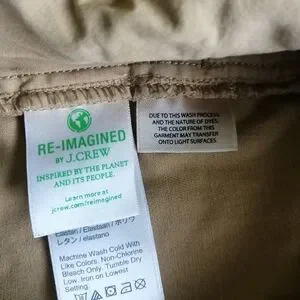 RE-IMAGINED
BY J.CREW
INSPIRED BY THE PLANET
AND ITS PEOPLE.
Learn more at
jcrew.com/reimagined
DUE TO THIS WASH PROCESS
AND THE NATURE OF DYES,
THE COLOR FROM THIS
GARMENT MAY TRANSFER
ONTO LIGHT SURFACES.
Elastan / Elastaan / ポリウ
レタン / elastano
Machine Wash Cold With
Like Colors. Non-Chlorine
Bleach Only. Tumble Dry
Low. Iron on Lowest
Setting.